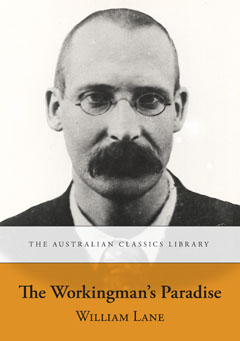 THE AUSTRALIAN CLASSICS LIBRARY
The Workingman's Paradise
WILLIAM LANE